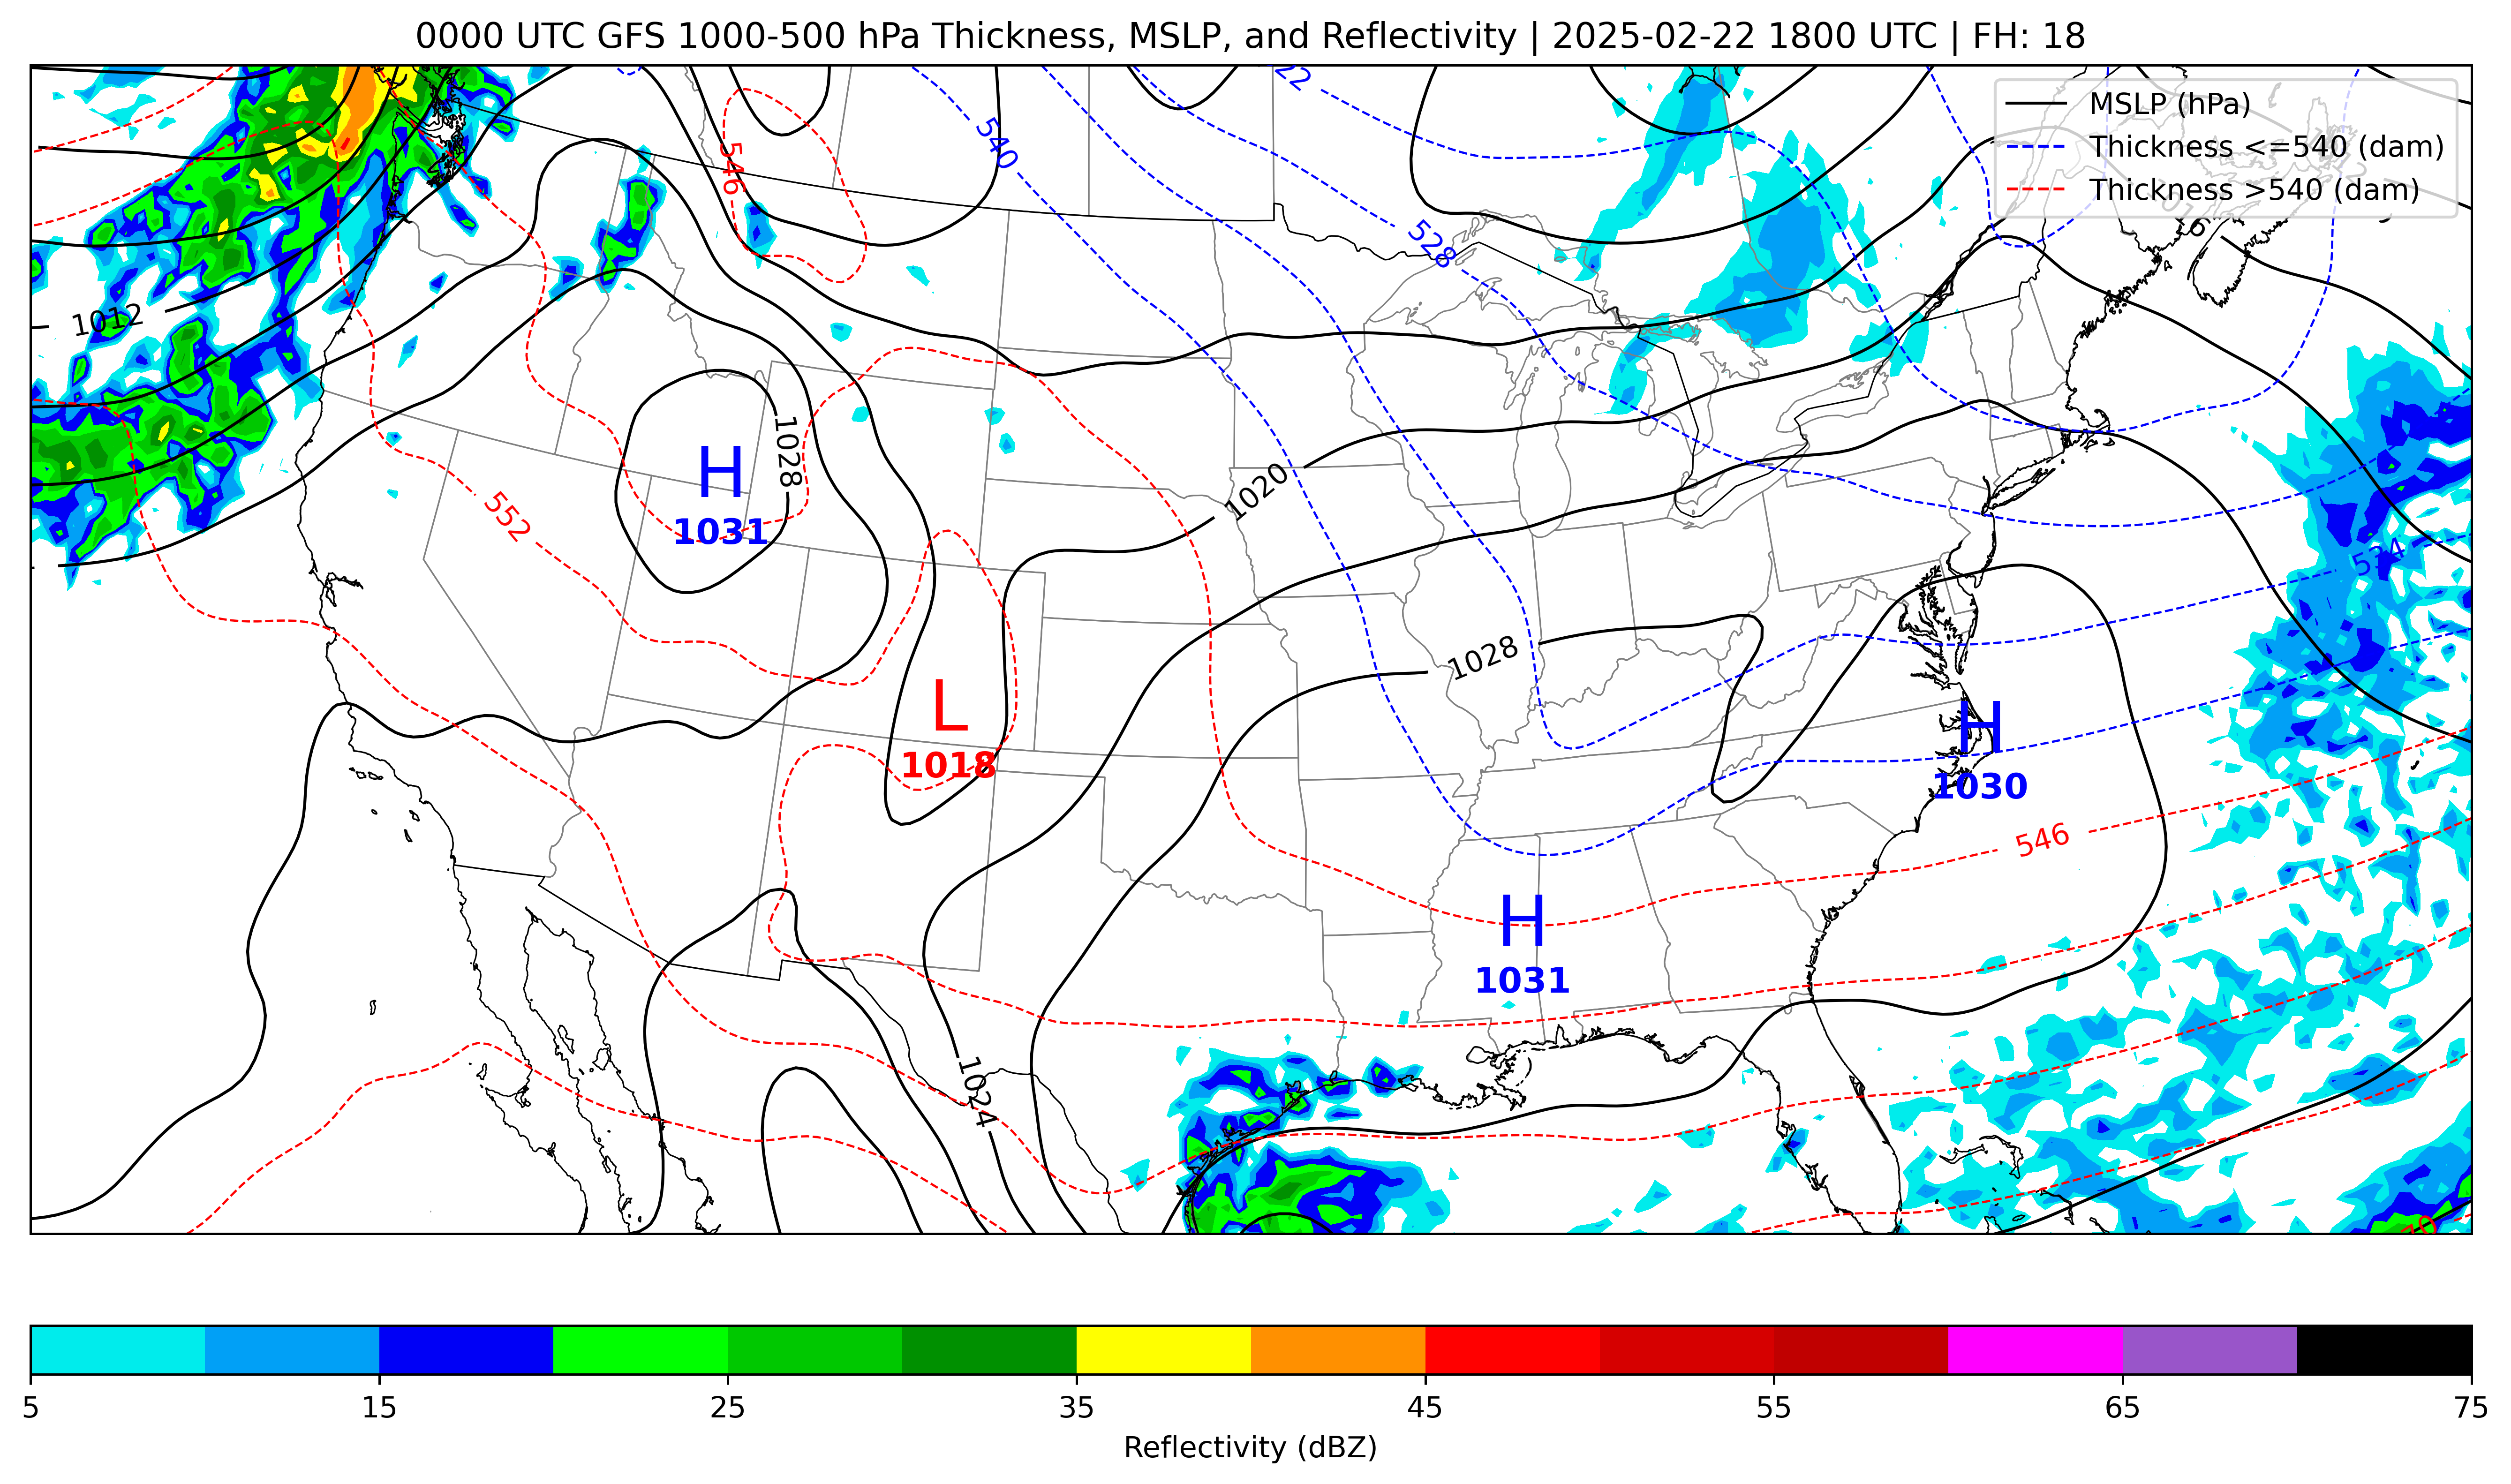 0000 UTC GFS 1000-500 hPa Thickness, MSLP, and Reflectivity | 2025-02-22 1800 UTC | FH: 18
MSLP (hPa)
Thickness <=540 (dam)
Thickness >540 (dam)
540
546
528
1012
1028
H
1031
552
1020
534
1028
L
1018
H
1030
546
H
1031
1024
5
15
25
35
45
55
65
75
Reflectivity (dBZ)